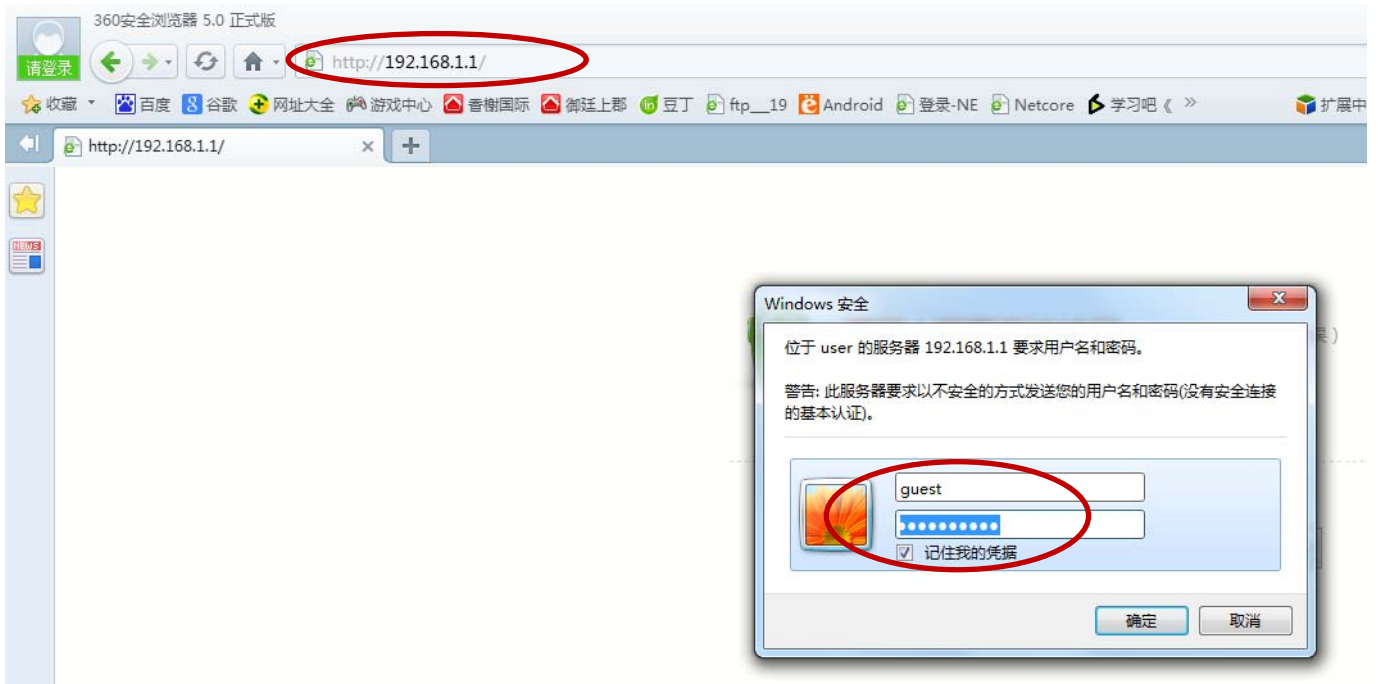 360安全浏览器 5.0 正式版
请登录
http://192.168.1.1/
收藏 百度 谷歌 网址大全 游戏中心 香榭国际 御廷上郡 豆丁 ftp__19 Android 登录-NE Netcore 学习吧《 » 扩展中
http://192.168.1.1/
NEWS
Windows 安全
位于 user 的服务器 192.168.1.1 要求用户名和密码。
警告: 此服务器要求以不安全的方式发送您的用户名和密码(没有安全连接
的基本认证)。
guest
记住我的凭据
确定 取消